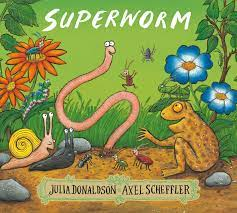 SUPERWORM
JULIA DONALDSON AXEL SCHEFFLER